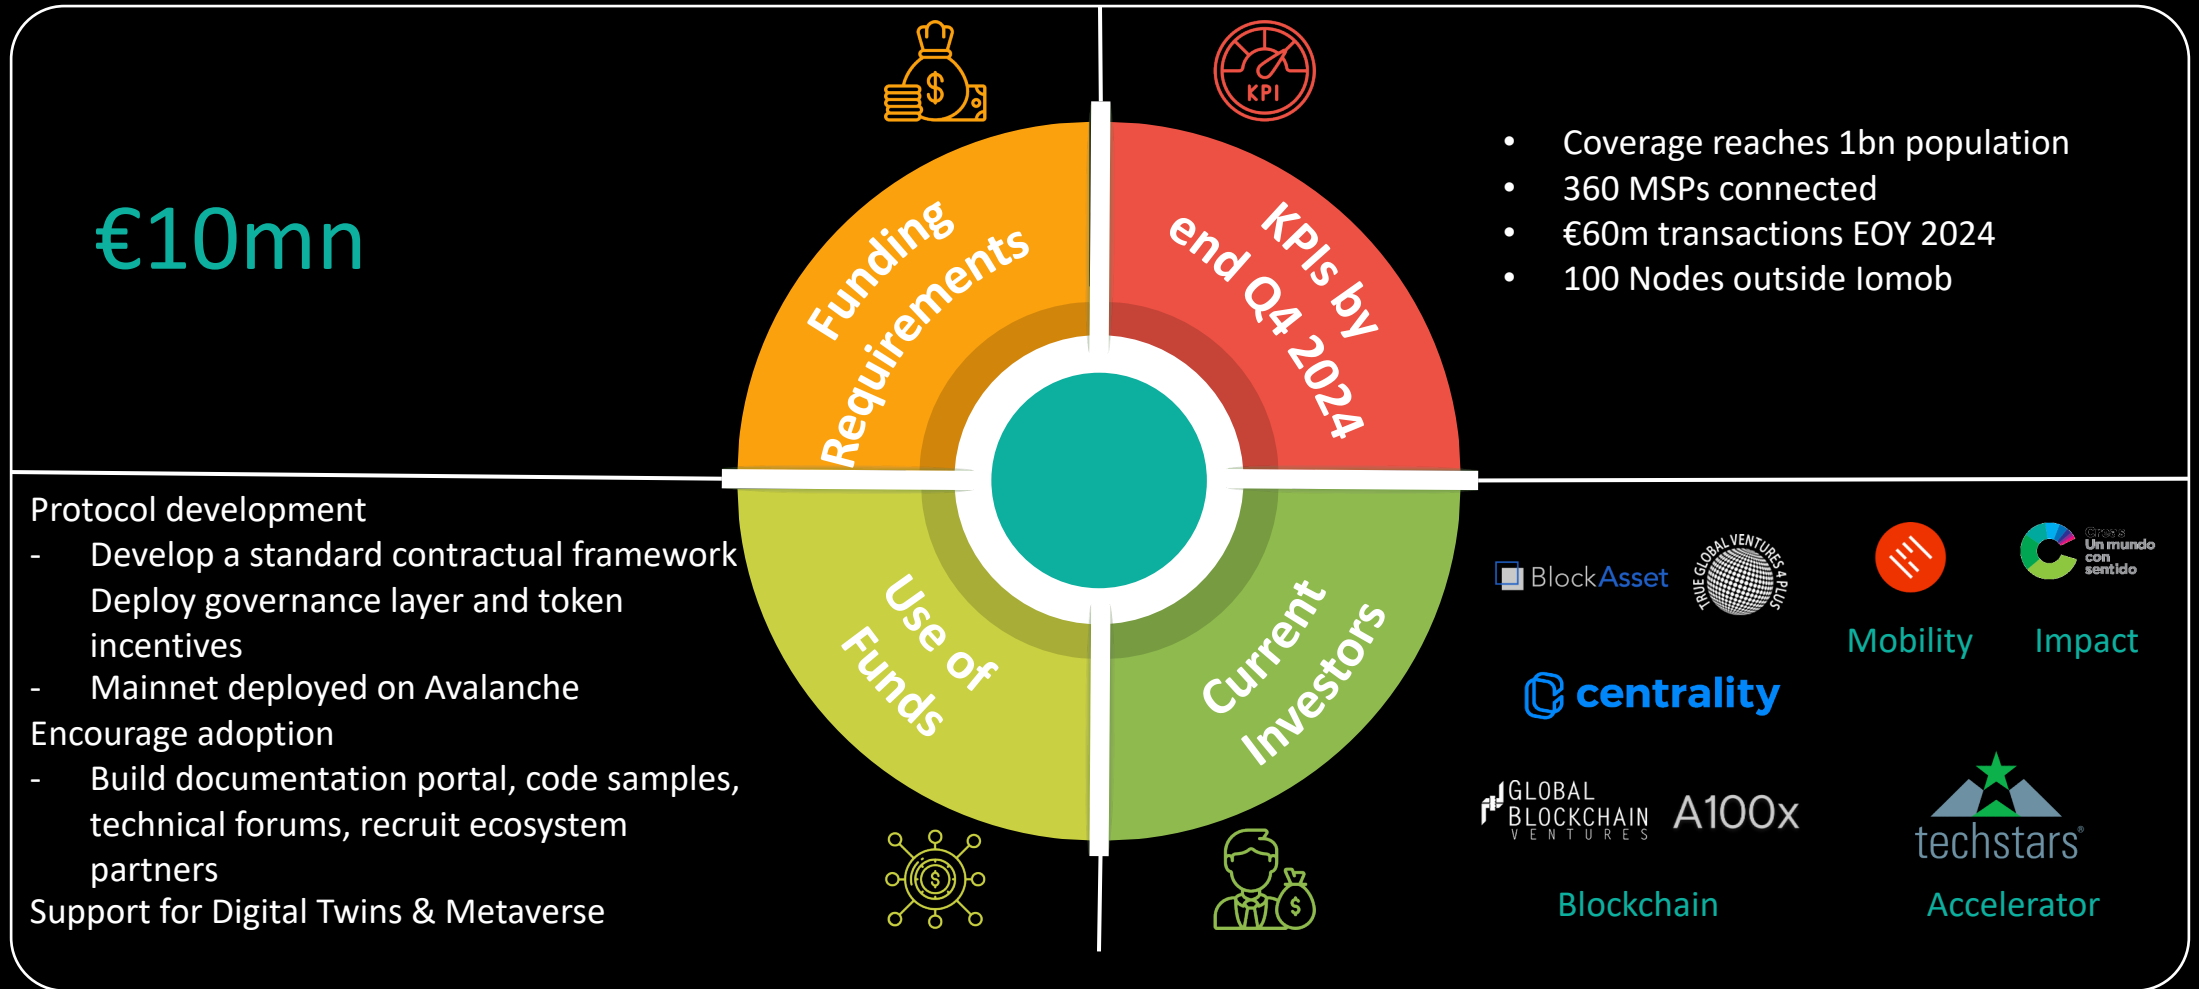 €10mn
Funding
Requirements
KPI
KPIs by
end Q4 2024
• Coverage reaches 1bn population
• 360 MSPs connected
• €60m transactions EOY 2024
• 100 Nodes outside Iomob
Protocol development
- Develop a standard contractual framework
Deploy governance layer and token
incentives
- Mainnet deployed on Avalanche
Encourage adoption
- Build documentation portal, code samples,
technical forums, recruit ecosystem
partners
Support for Digital Twins & Metaverse
Use of
Funds
Current
Investors
BlockAsset
TRUE GLOBAL VENTURES 4 PLUS
Mobility
Creas
Un mundo
con
sentido
Impact
centrality
GLOBAL
BLOCKCHAIN
VENTURES
A100x
Blockchain
techstars®
Accelerator